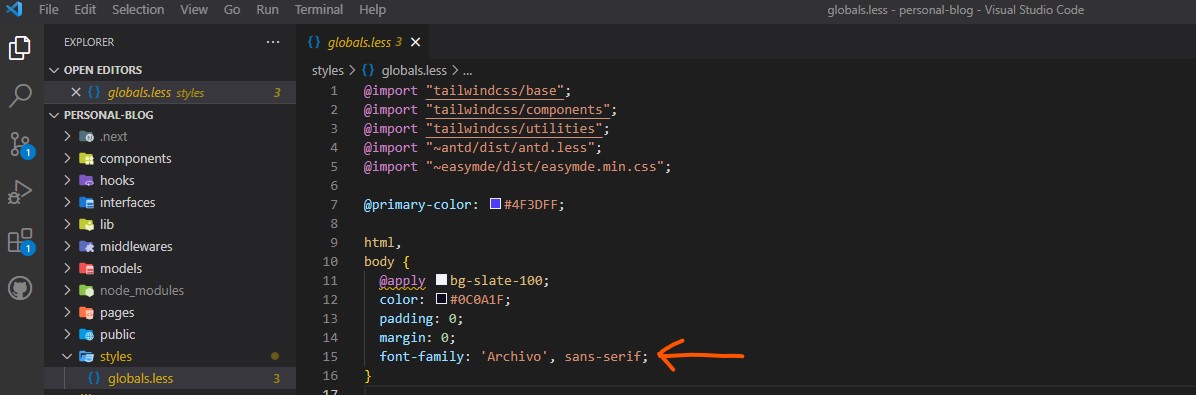 File Edit Selection View Go Run Terminal Help
globals.less - personal-blog - Visual Studio Code
EXPLORER
globals.less 3
OPEN EDITORS
globals.less styles 3
PERSONAL-BLOG
.next
components
hooks
interfaces
lib
middlewares
models
node_modules
pages
public
styles
globals.less 3
1
1
styles > globals.less > ...
1 @import "tailwindcss/base";
2 @import "tailwindcss/components";
3 @import "tailwindcss/utilities";
4 @import "~antd/dist/antd.less";
5 @import "~easymde/dist/easymde.min.css";
6
7 @primary-color: #4F3DFF;
8
9 html,
10 body {
11 @apply bg-slate-100;
12 color: #0C0A1F;
13 padding: 0;
14 margin: 0;
15 font-family: 'Archivo', sans-serif;
16 }
17